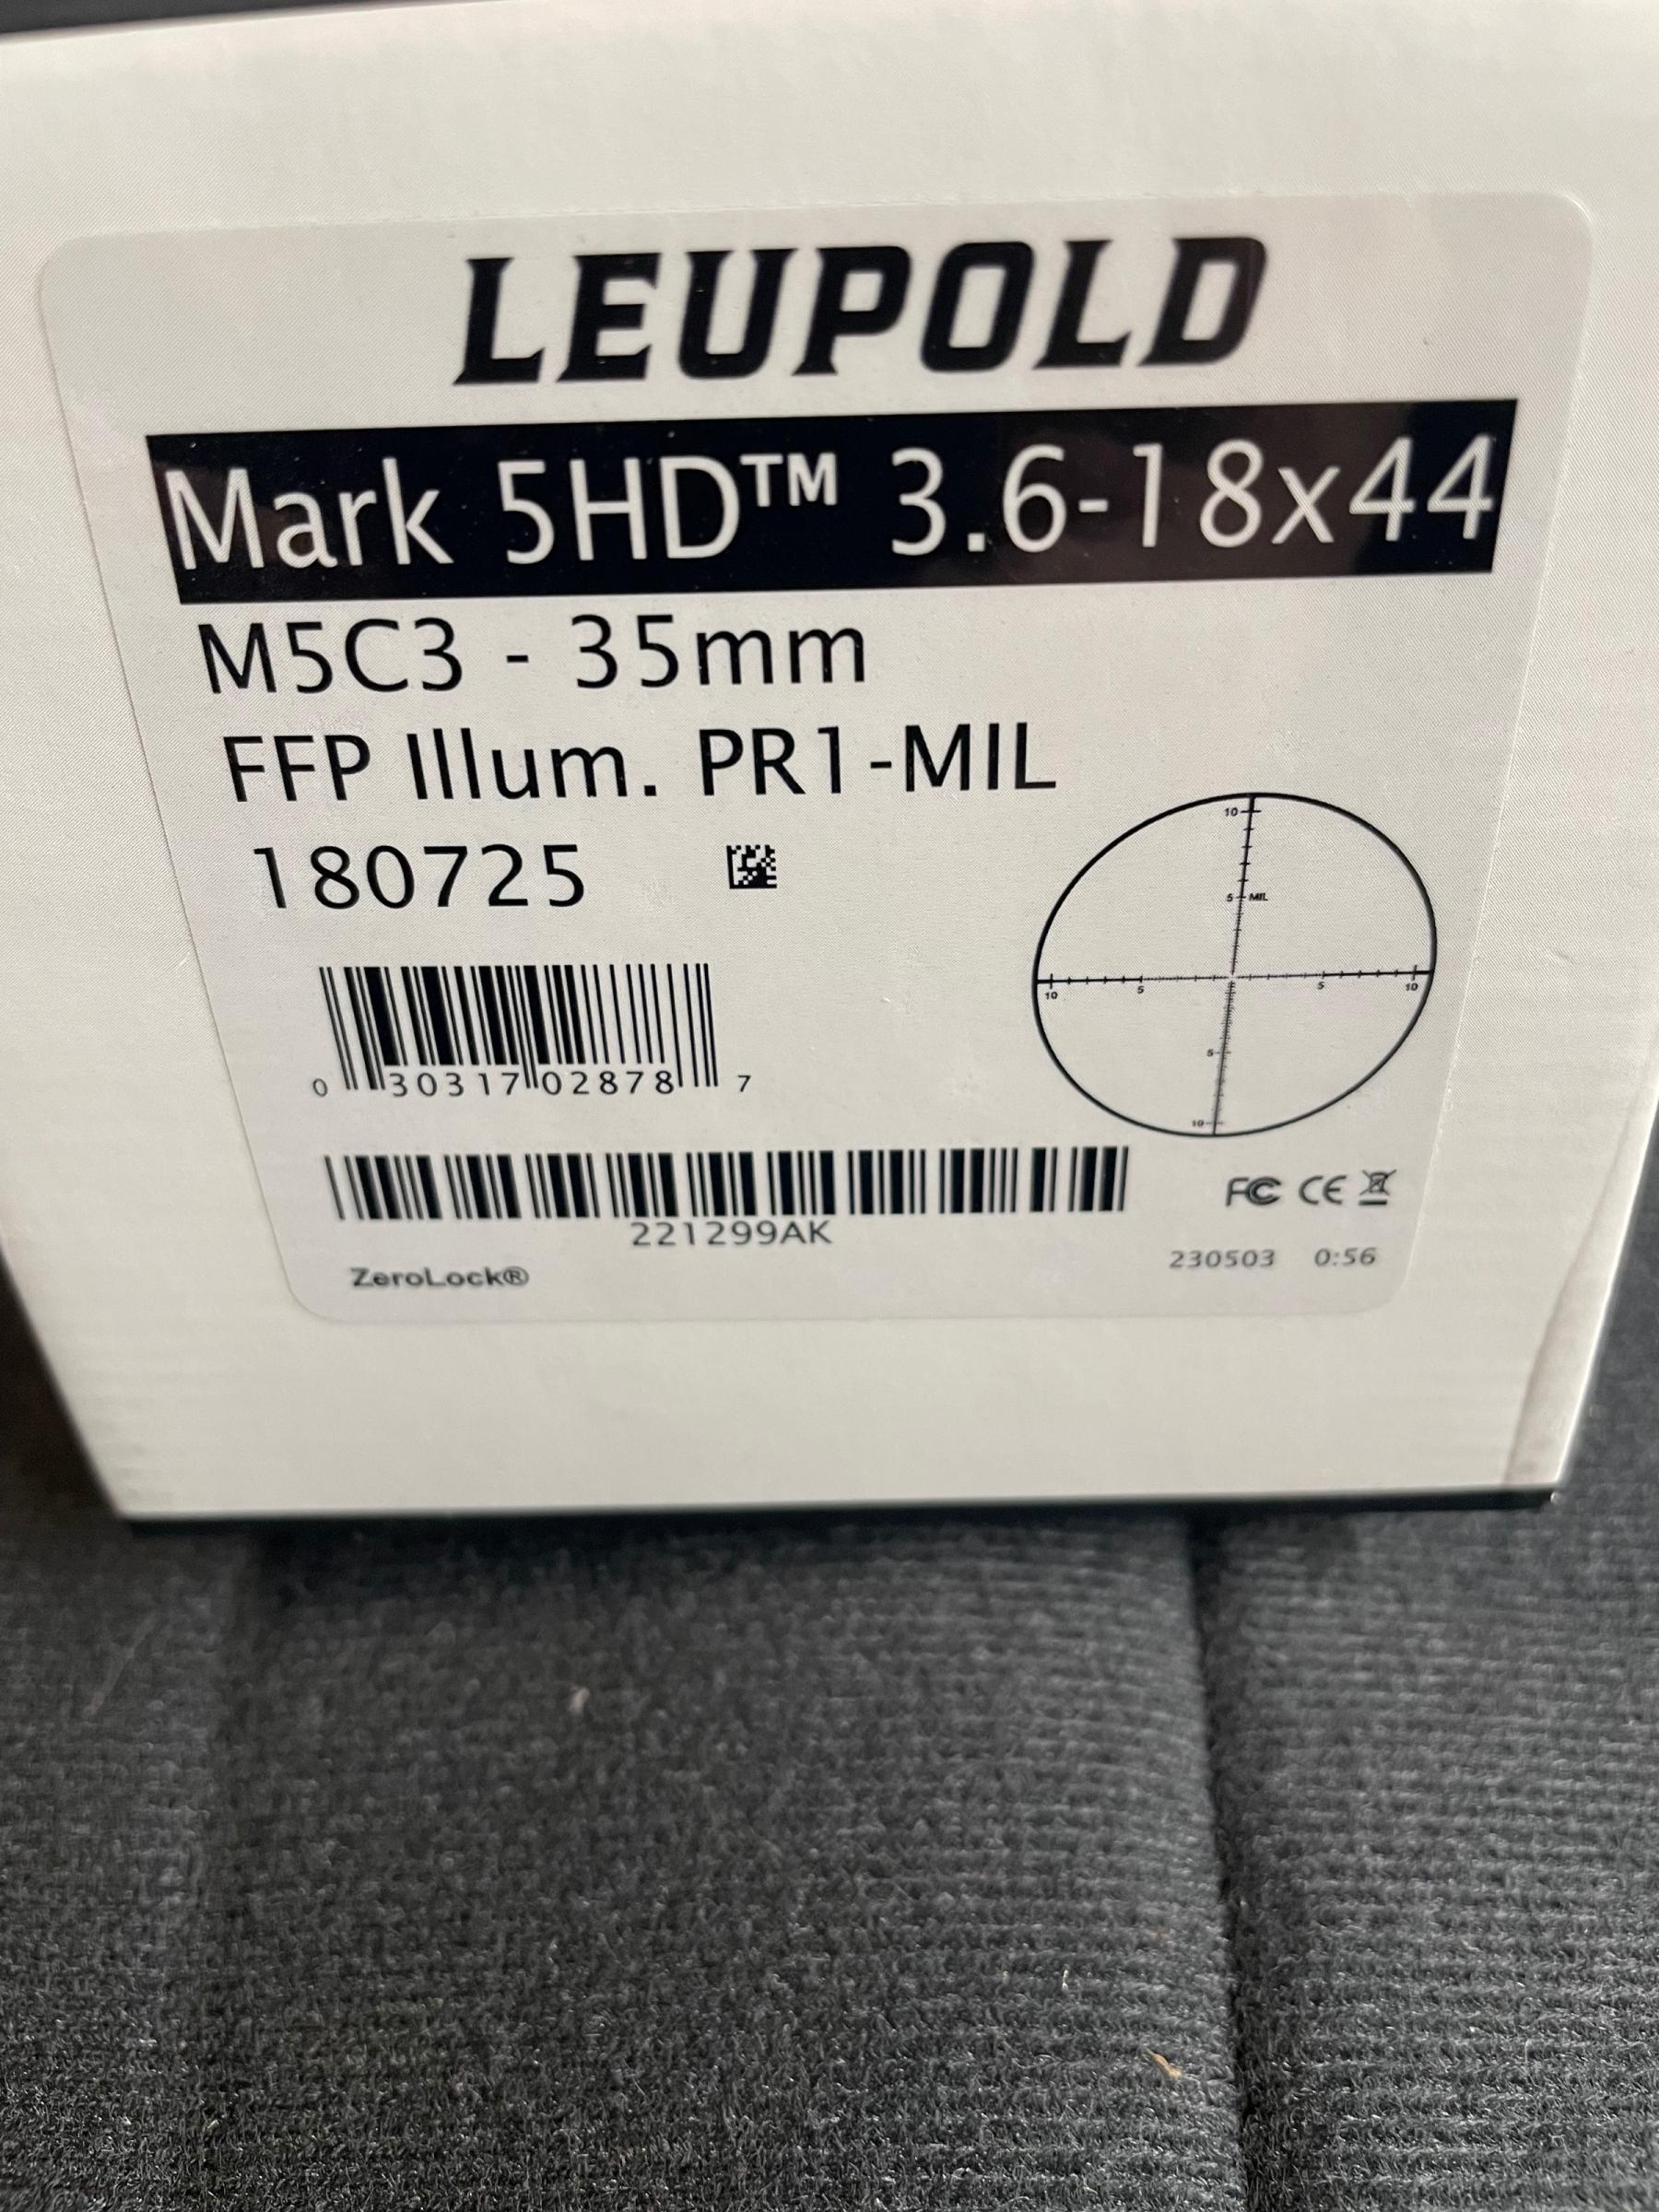 LEUPOLD
Mark 5HD™ 3.6-18x44
M5C3 - 35mm
FFP Illum. PR1-MIL
180725
10
5 MIL
10 5 5 10
5
10
0 30317 02878 7
221299AK
FC CE
ZeroLock®
230503 0:56